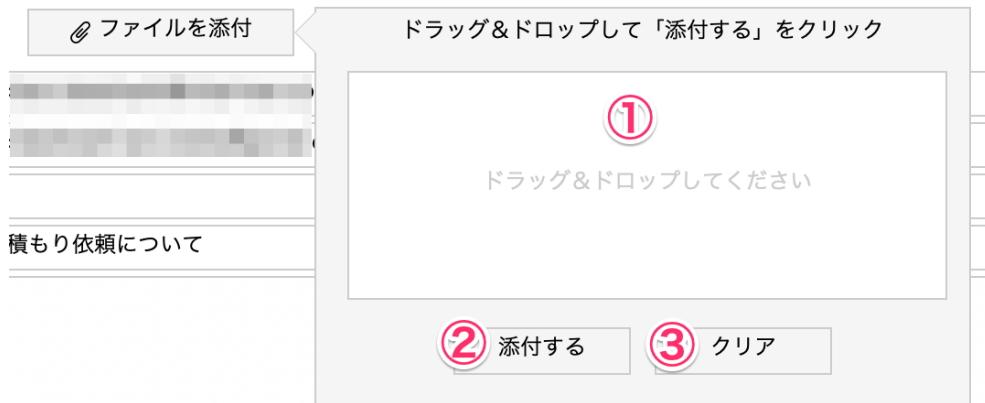 ファイルを添付
ドラッグ&ドロップして「添付する」をクリック
①
ドラッグ&ドロップしてください
積もり依頼について
② 添付する
③ クリア